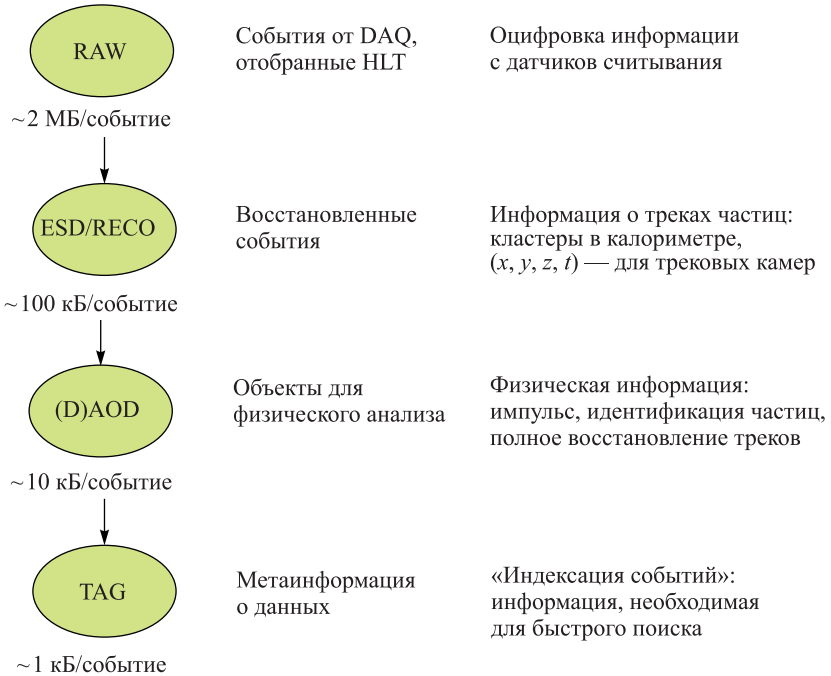 RAW
События от DAQ,
отобранные HLT
Оцифровка информации
с датчиков считывания
~2 МБ/событие
ESD/RECO
Восстановленные
события
Информация о треках частиц:
кластеры в калориметре,
(x, y, z, t) — для трековых камер
~100 кБ/событие
(D)AOD
Объекты для
физического анализа
Физическая информация:
импульс, идентификация частиц,
полное восстановление треков
~10 кБ/событие
TAG
Метаинформация
о данных
«Индексация событий»:
информация, необходимая
для быстрого поиска
~1 кБ/событие